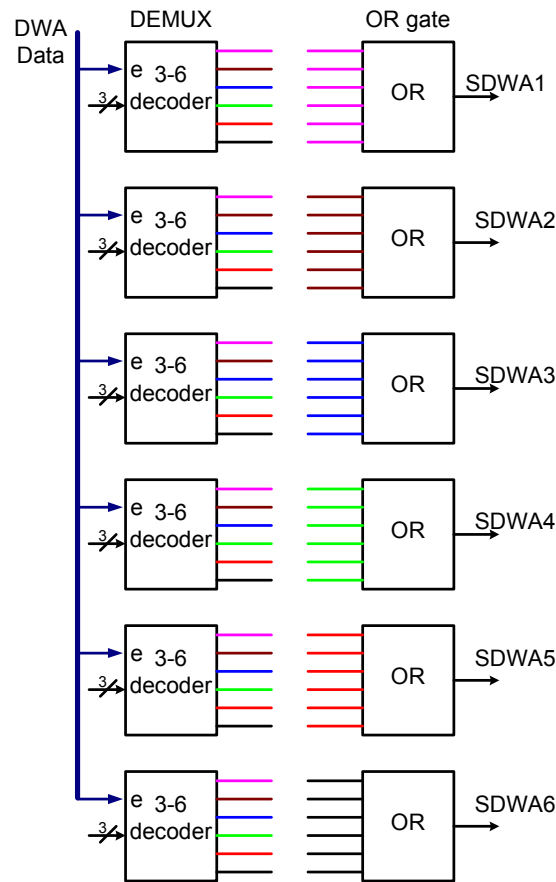 DWA
Data
DEMUX
OR gate
e 3-6
decoder
3
OR
SDWA1
e 3-6
decoder
3
OR
SDWA2
e 3-6
decoder
3
OR
SDWA3
e 3-6
decoder
3
OR
SDWA4
e 3-6
decoder
3
OR
SDWA5
e 3-6
decoder
3
OR
SDWA6